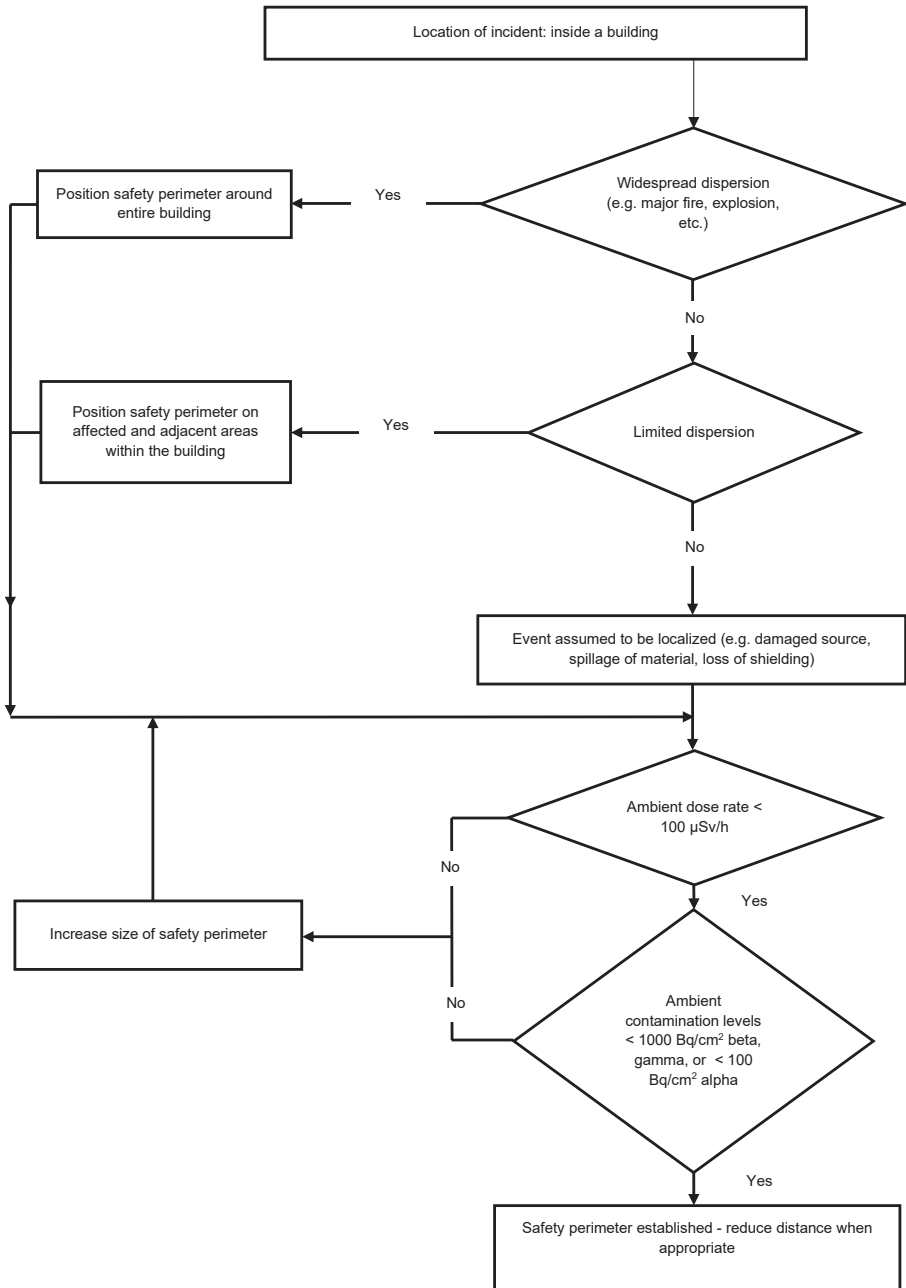 Location of incident: inside a building
Widespread dispersion
(e.g. major fire, explosion,
etc.)
Yes
Position safety perimeter around
entire building
No
Limited dispersion
Yes
Position safety perimeter on
affected and adjacent areas
within the building
No
Event assumed to be localized (e.g. damaged source,
spillage of material, loss of shielding)
Ambient dose rate <
100 µSv/h
No
Yes
Increase size of safety perimeter
Ambient
contamination levels
< 1000 Bq/cm² beta,
gamma, or < 100
Bq/cm² alpha
No
Yes
Safety perimeter established - reduce distance when
appropriate